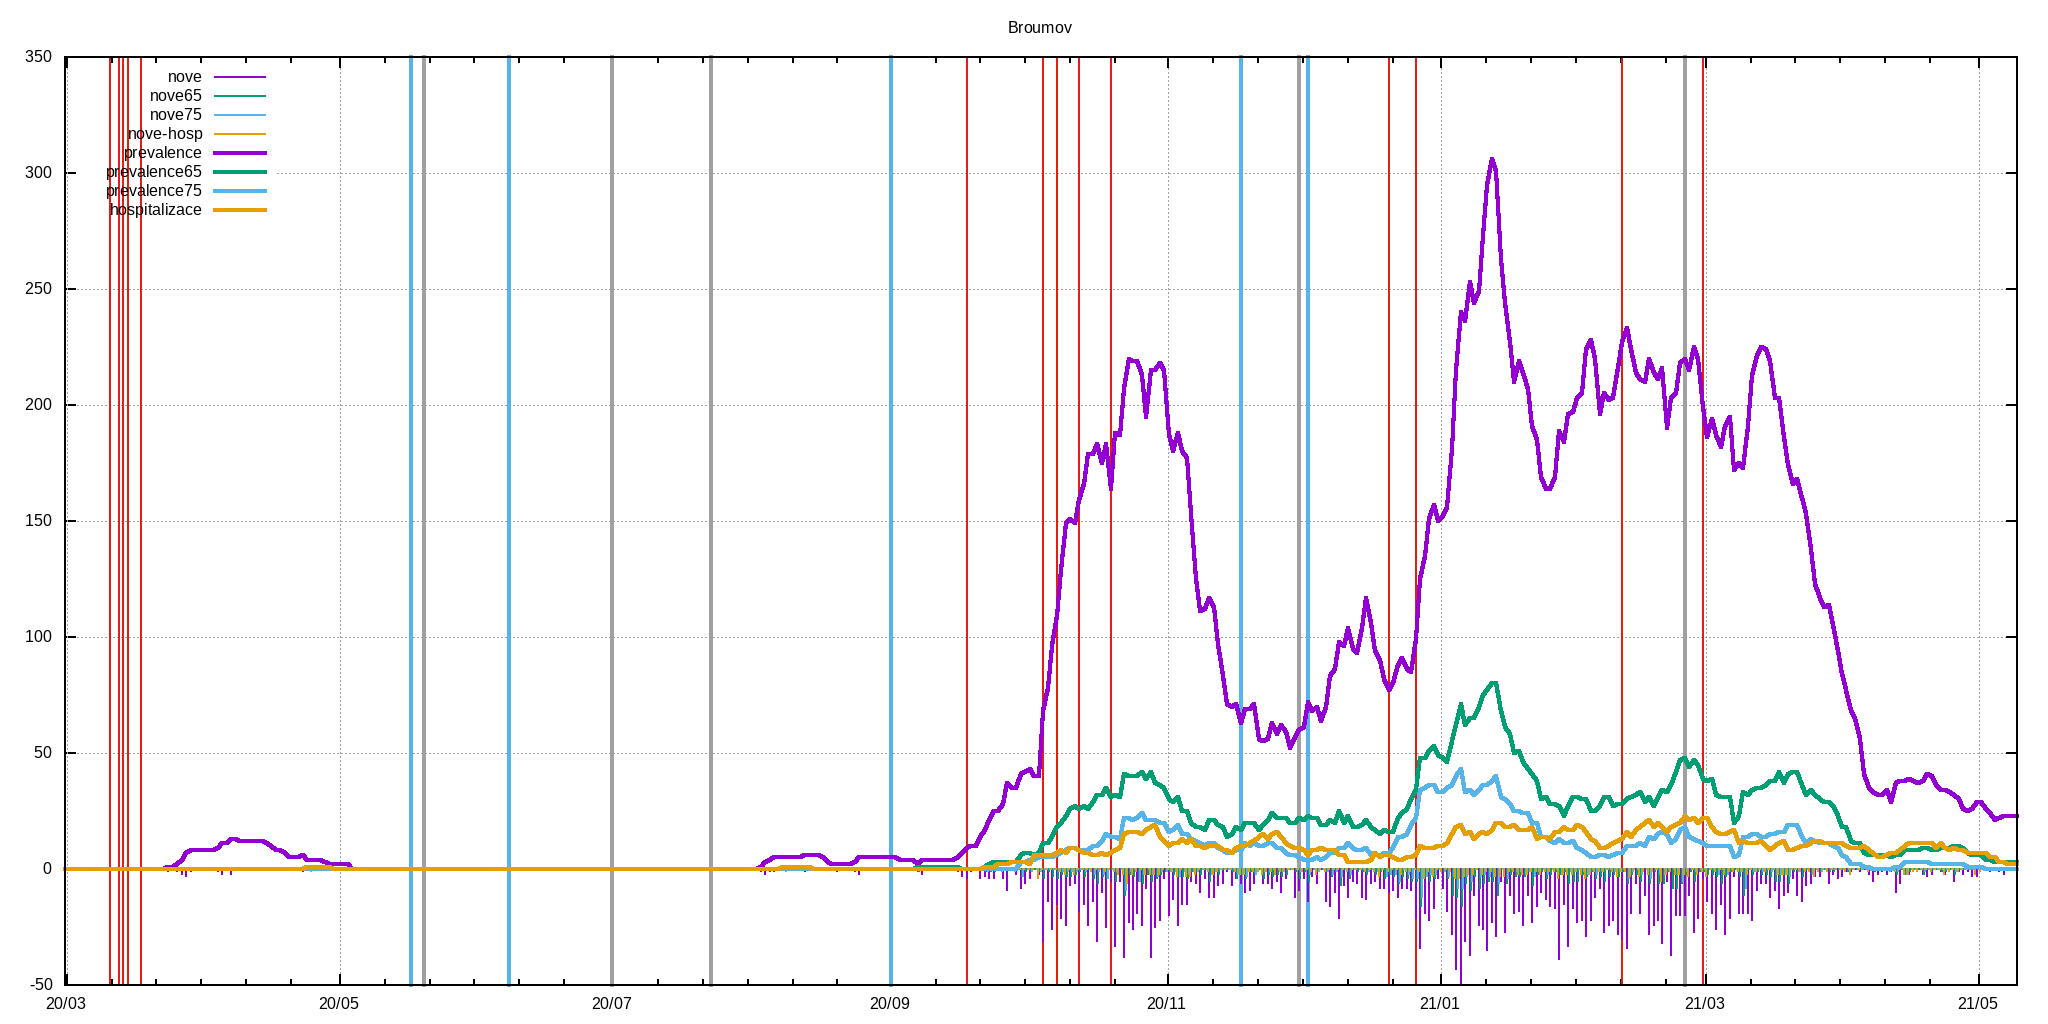 Broumov
350
300
250
200
150
100
50
0
-50
nove
nove65
nove75
nove-hosp
prevalence
prevalence65
prevalence75
hospitalizace
20/03 20/05 20/07 20/09 20/11 21/01 21/03 21/05